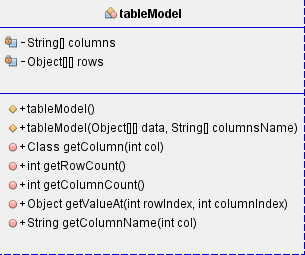 tableModel
- String[] columns
- Object[][] rows
+ tableModel()
+ tableModel(Object[][] data, String[] columnsName)
+ Class getColumn(int col)
+ int getRowCount()
+ int getColumnCount()
+ Object getValueAt(int rowIndex, int columnIndex)
+ String getColumnName(int col)